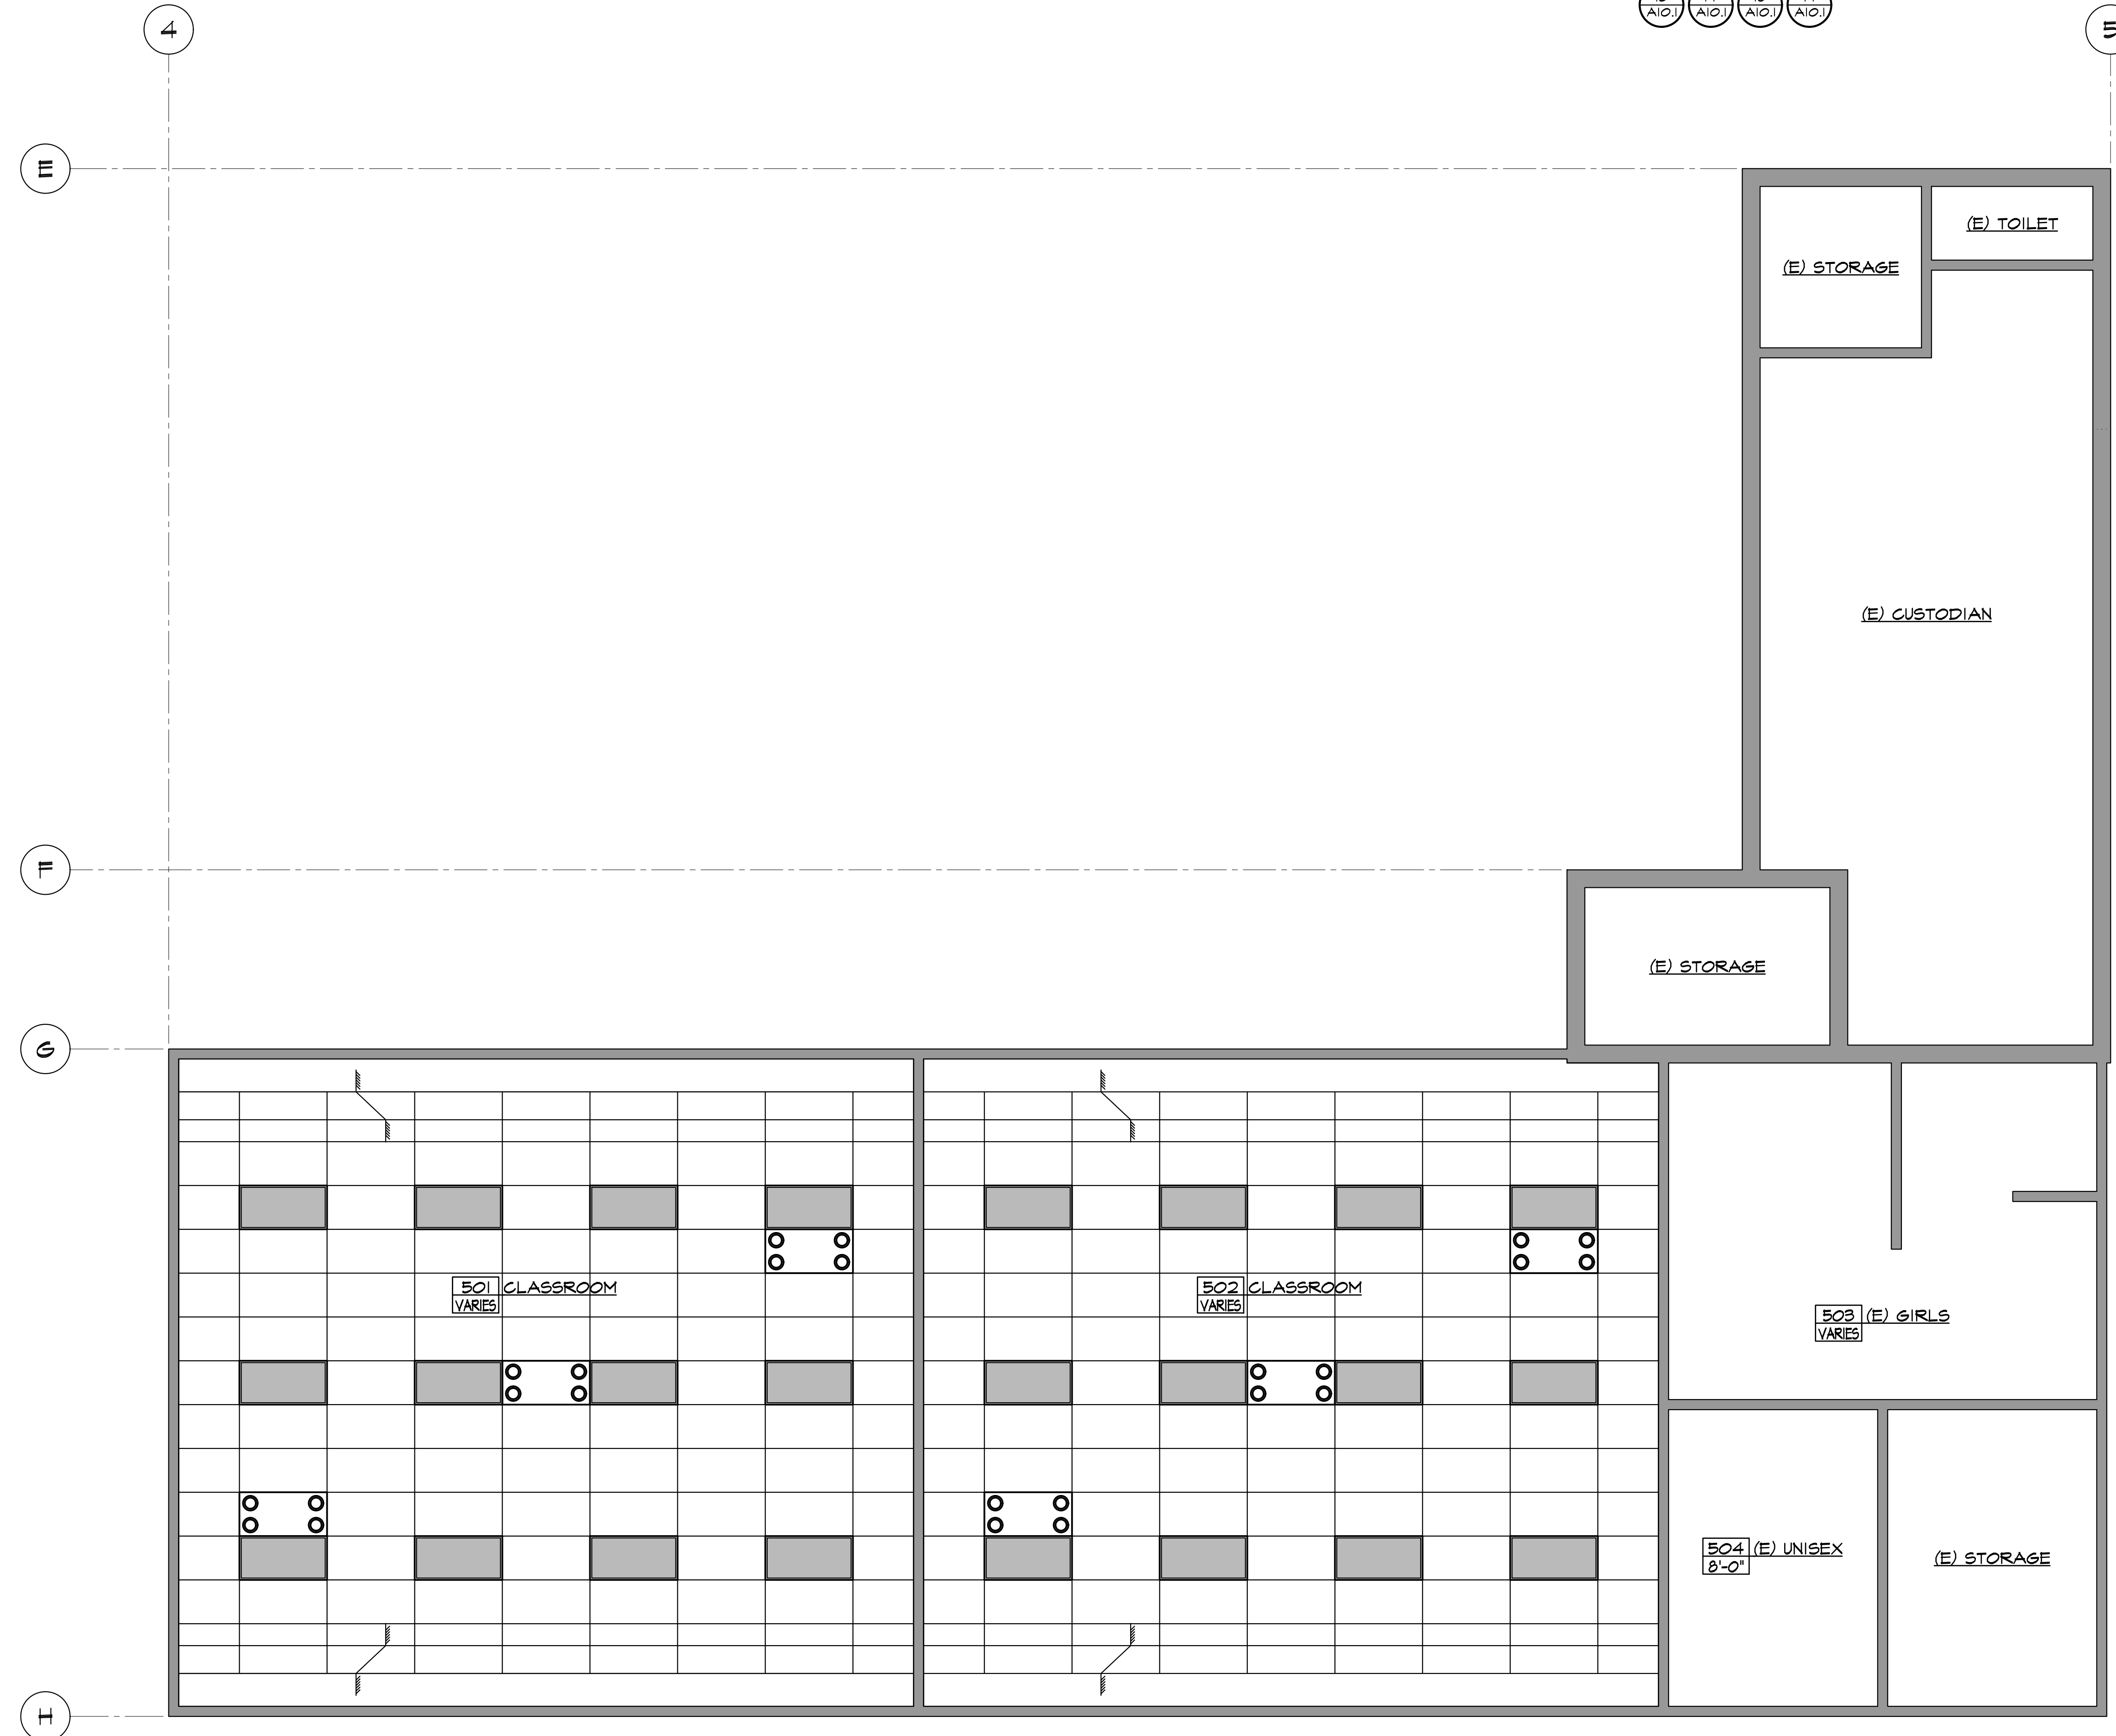 4
A10.1 A10.1 A10.1 A10.1
5
E
(E) TOILET
(E) STORAGE
(E) CUSTODIAN
F
(E) STORAGE
G
501 CLASSROOM
VARIES
502 CLASSROOM
VARIES
503 (E) GIRLS
VARIES
504 (E) UNISEX
8'-0"
(E) STORAGE
H